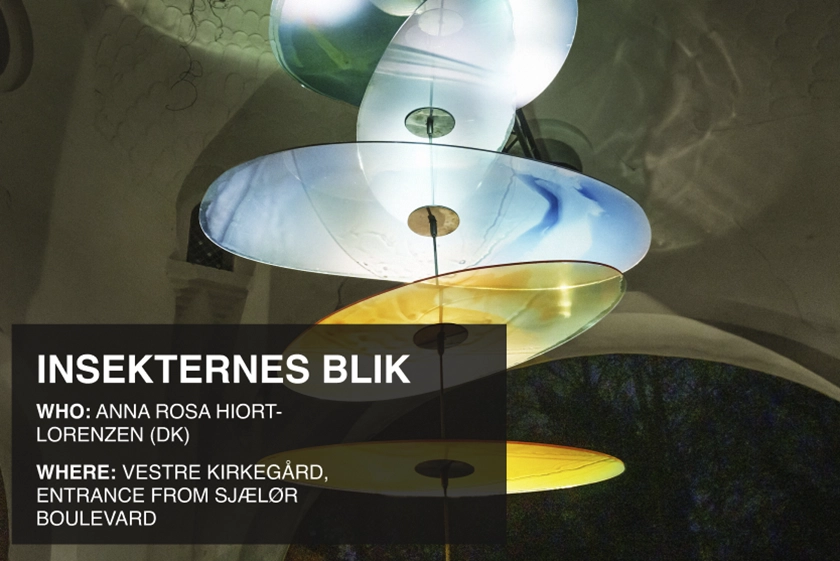 INSEKTERNES BLIK
WHO: ANNA ROSA HIORT-
LORENZEN (DK)
WHERE: VESTRE KIRKEGÅRD,
ENTRANCE FROM SJÆLØR
BOULEVARD